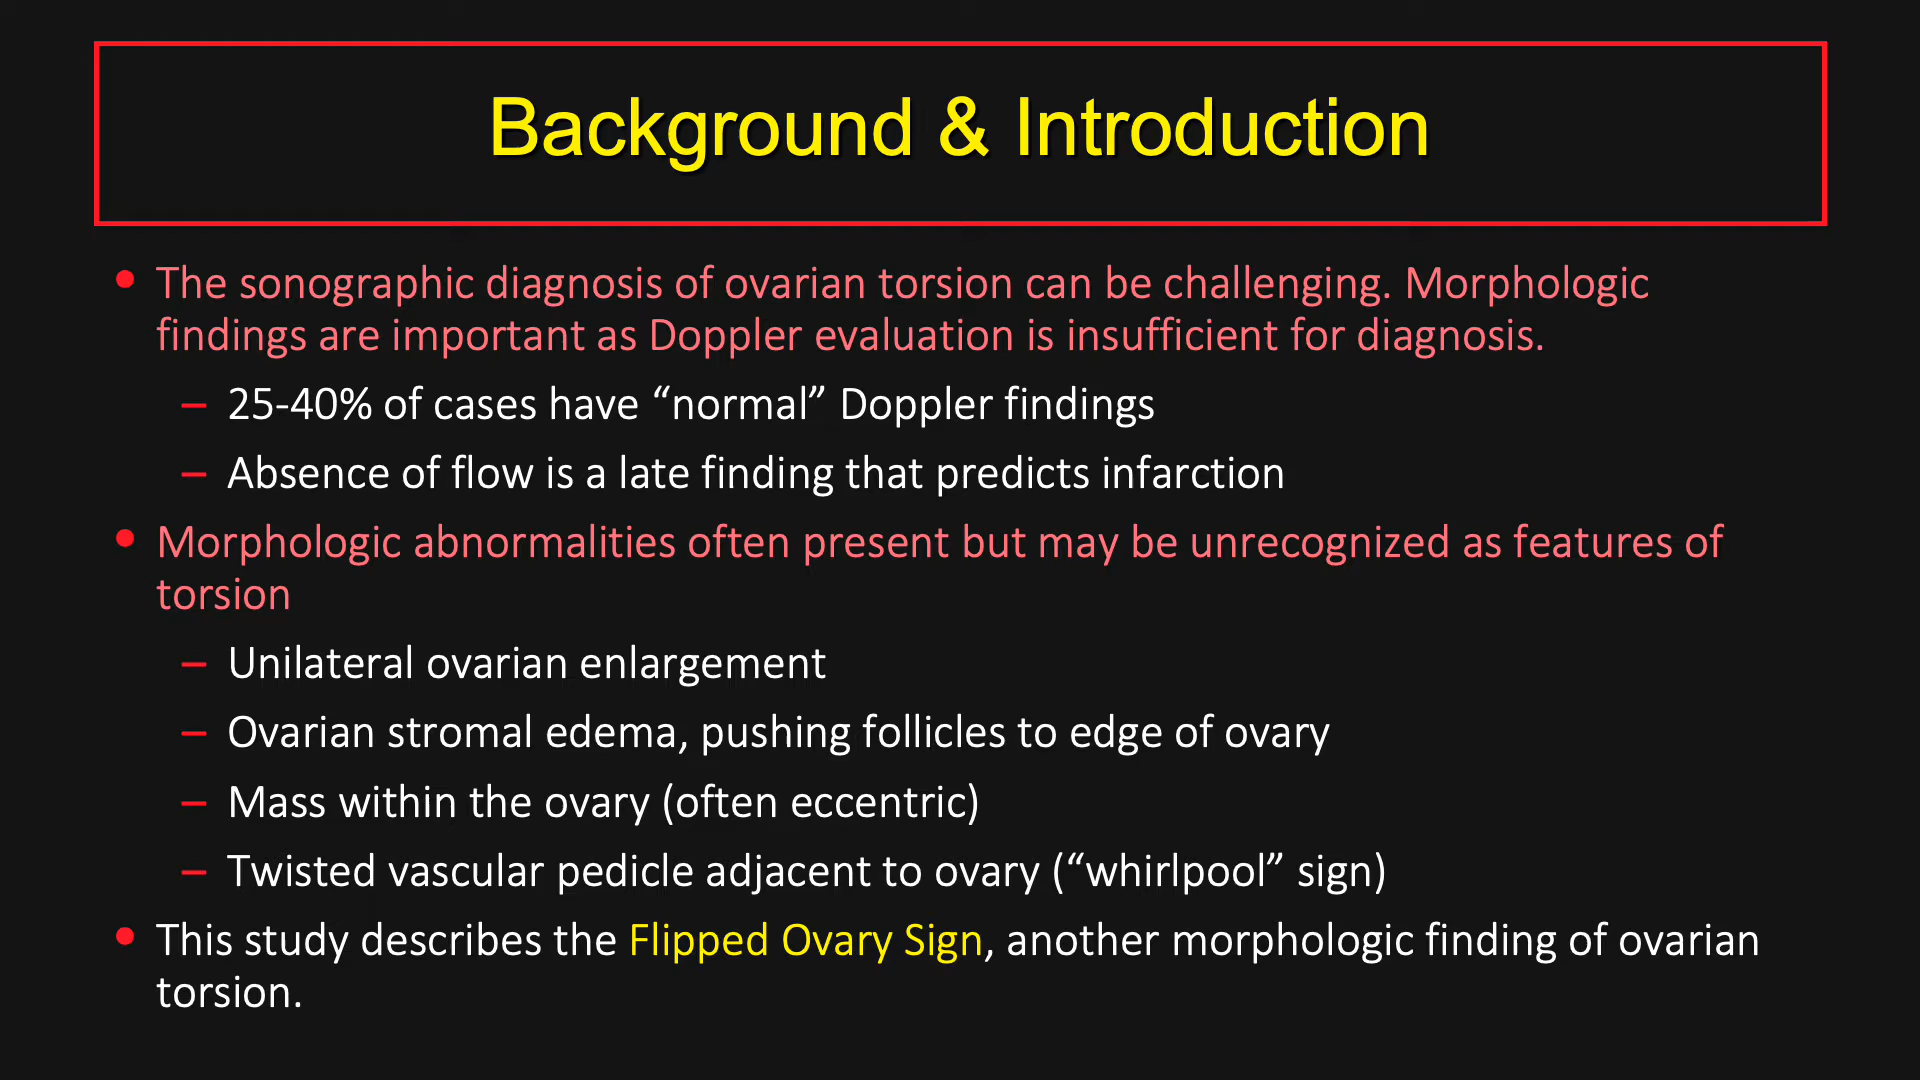 Background & Introduction
• The sonographic diagnosis of ovarian torsion can be challenging. Morphologic
findings are important as Doppler evaluation is insufficient for diagnosis.
– 25-40% of cases have “normal” Doppler findings
– Absence of flow is a late finding that predicts infarction
• Morphologic abnormalities often present but may be unrecognized as features of
torsion
– Unilateral ovarian enlargement
– Ovarian stromal edema, pushing follicles to edge of ovary
– Mass within the ovary (often eccentric)
– Twisted vascular pedicle adjacent to ovary (“whirlpool” sign)
• This study describes the Flipped Ovary Sign, another morphologic finding of ovarian
torsion.